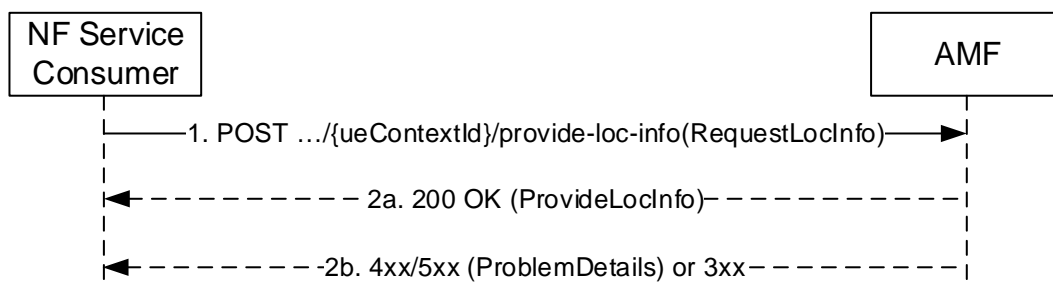 NF Service
Consumer
AMF
1. POST …/{ueContextId}/provide-loc-info(RequestLocInfo)
2a. 200 OK (ProvideLocInfo)
2b. 4xx/5xx (ProblemDetails) or 3xx